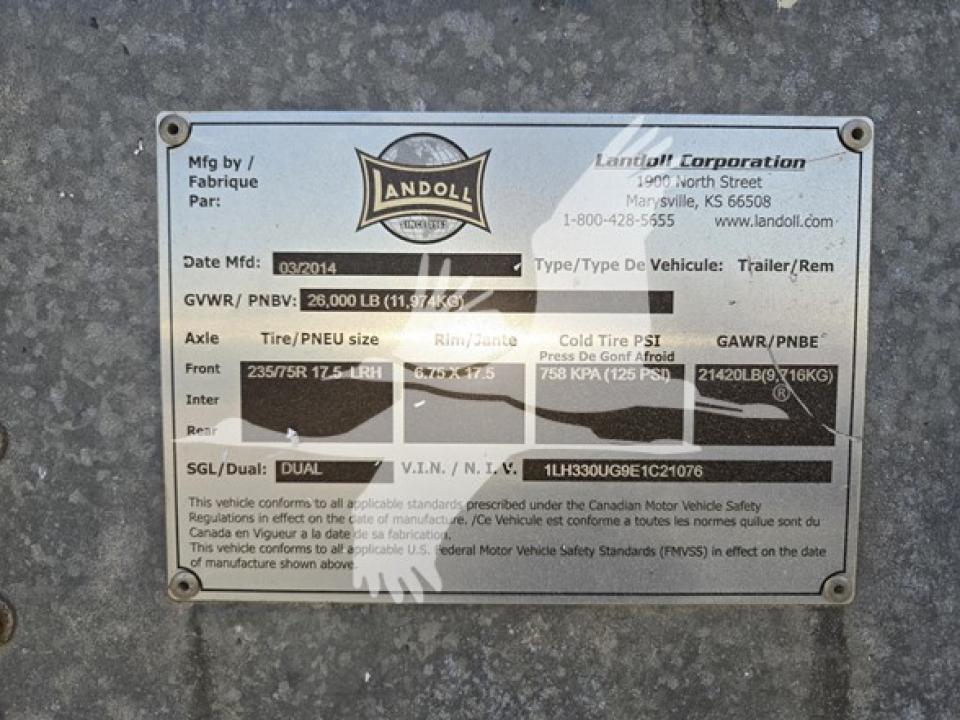 Mfg by /
Fabrique
Par:
LANDOLL
SINCE 1963
Landoll Corporation
1900 North Street
Marysville, KS 66508
1-800-428-5655 www.landoll.com
Date Mfd: 03/2014 Type/Type De Vehicule: Trailer/Rem
GVWR/ PNBV: 26,000 LB (11,974KG)
Axle Tire/PNEU size Rim/Jante Cold Tire PSI GAWR/PNBE
Press De Gonf Afroid
Front 235/75R 17.5 LRH 6.75 X 17.5 758 KPA (125 PSI) 21420LB(9,716KG)
Inter
®
Rear
SGL/Dual: DUAL V.I.N. / N.I.V. 1LH330UG9E1C21076
This vehicle conforms to all applicable standards prescribed under the Canadian Motor Vehicle Safety
Regulations in effect on the date of manufacture. /Ce Vehicule est conforme a toutes les normes quilue sont du
Canada en Vigueur a la date de sa fabrication.
This vehicle conforms to all applicable U.S. Federal Motor Vehicle Safety Standards (FMVSS) in effect on the date
of manufacture shown above.